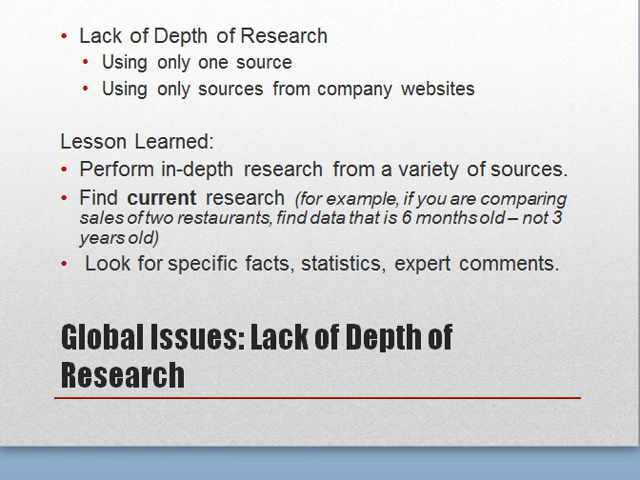 • Lack of Depth of Research
• Using only one source
• Using only sources from company websites
Lesson Learned:
• Perform in-depth research from a variety of sources.
• Find current research (for example, if you are comparing
sales of two restaurants, find data that is 6 months old – not 3
years old)
• Look for specific facts, statistics, expert comments.
Global Issues: Lack of Depth of
Research